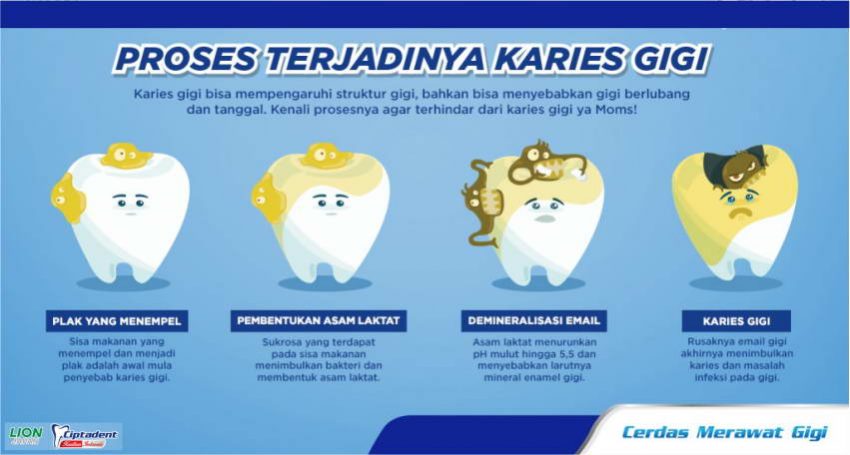 PROSES TERJADINYA KARIES GIGI
Karies gigi bisa mempengaruhi struktur gigi, bahkan bisa menyebabkan gigi berlubang
dan tanggal. Kenali prosesnya agar terhindar dari karies gigi ya Moms!
PLAK YANG MENEMPEL
Sisa makanan yang
menempel dan menjadi
plak adalah awal mula
penyebab karies gigi.
PEMBENTUKAN ASAM LAKTAT
Sukrosa yang terdapat
pada sisa makanan
menimbulkan bakteri dan
membentuk asam laktat.
DEMINERALISASI EMAIL
Asam laktat menurunkan
pH mulut hingga 5,5 dan
menyebabkan larutnya
mineral enamel gigi.
KARIES GIGI
Rusaknya email gigi
akhirnya menimbulkan
karies dan masalah
infeksi pada gigi.
LION
Ciptadent
Cerdas Merawat Gigi